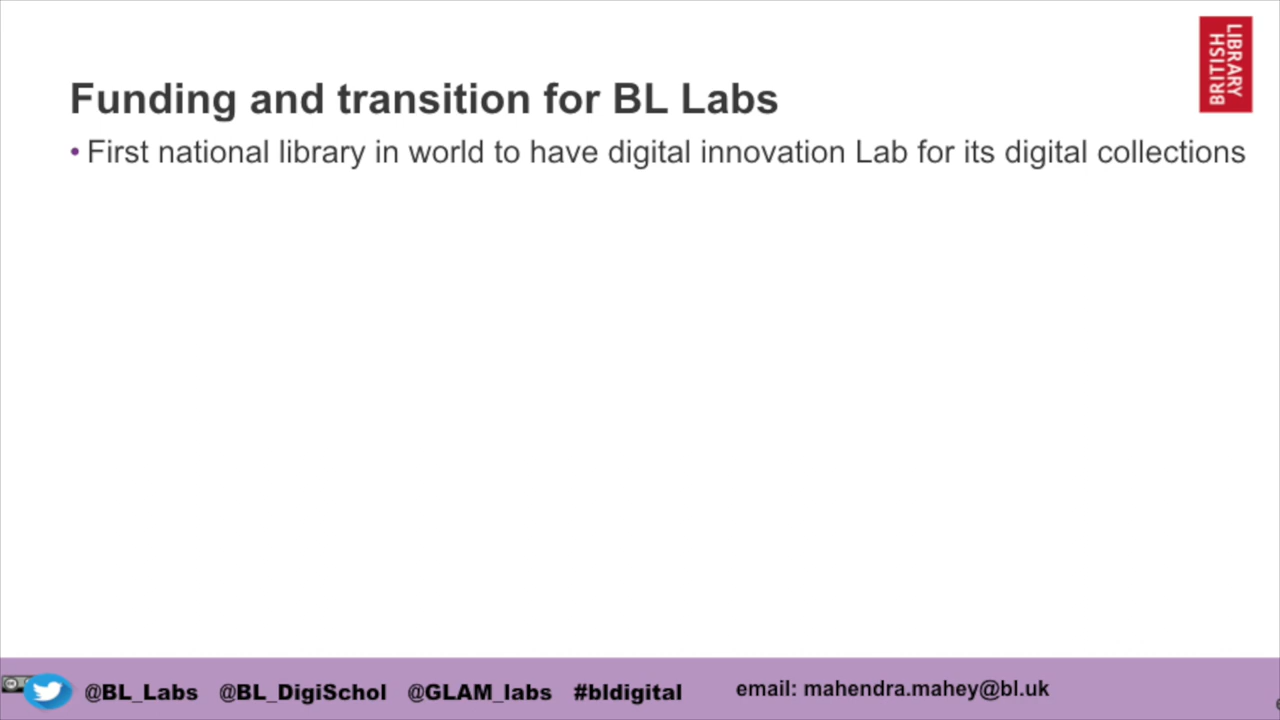 LIBRARY
BRITISH
Funding and transition for BL Labs
• First national library in world to have digital innovation Lab for its digital collections
@BL_Labs @BL_DigiSchol @GLAM_labs #bldigital email: mahendra.mahey@bl.uk